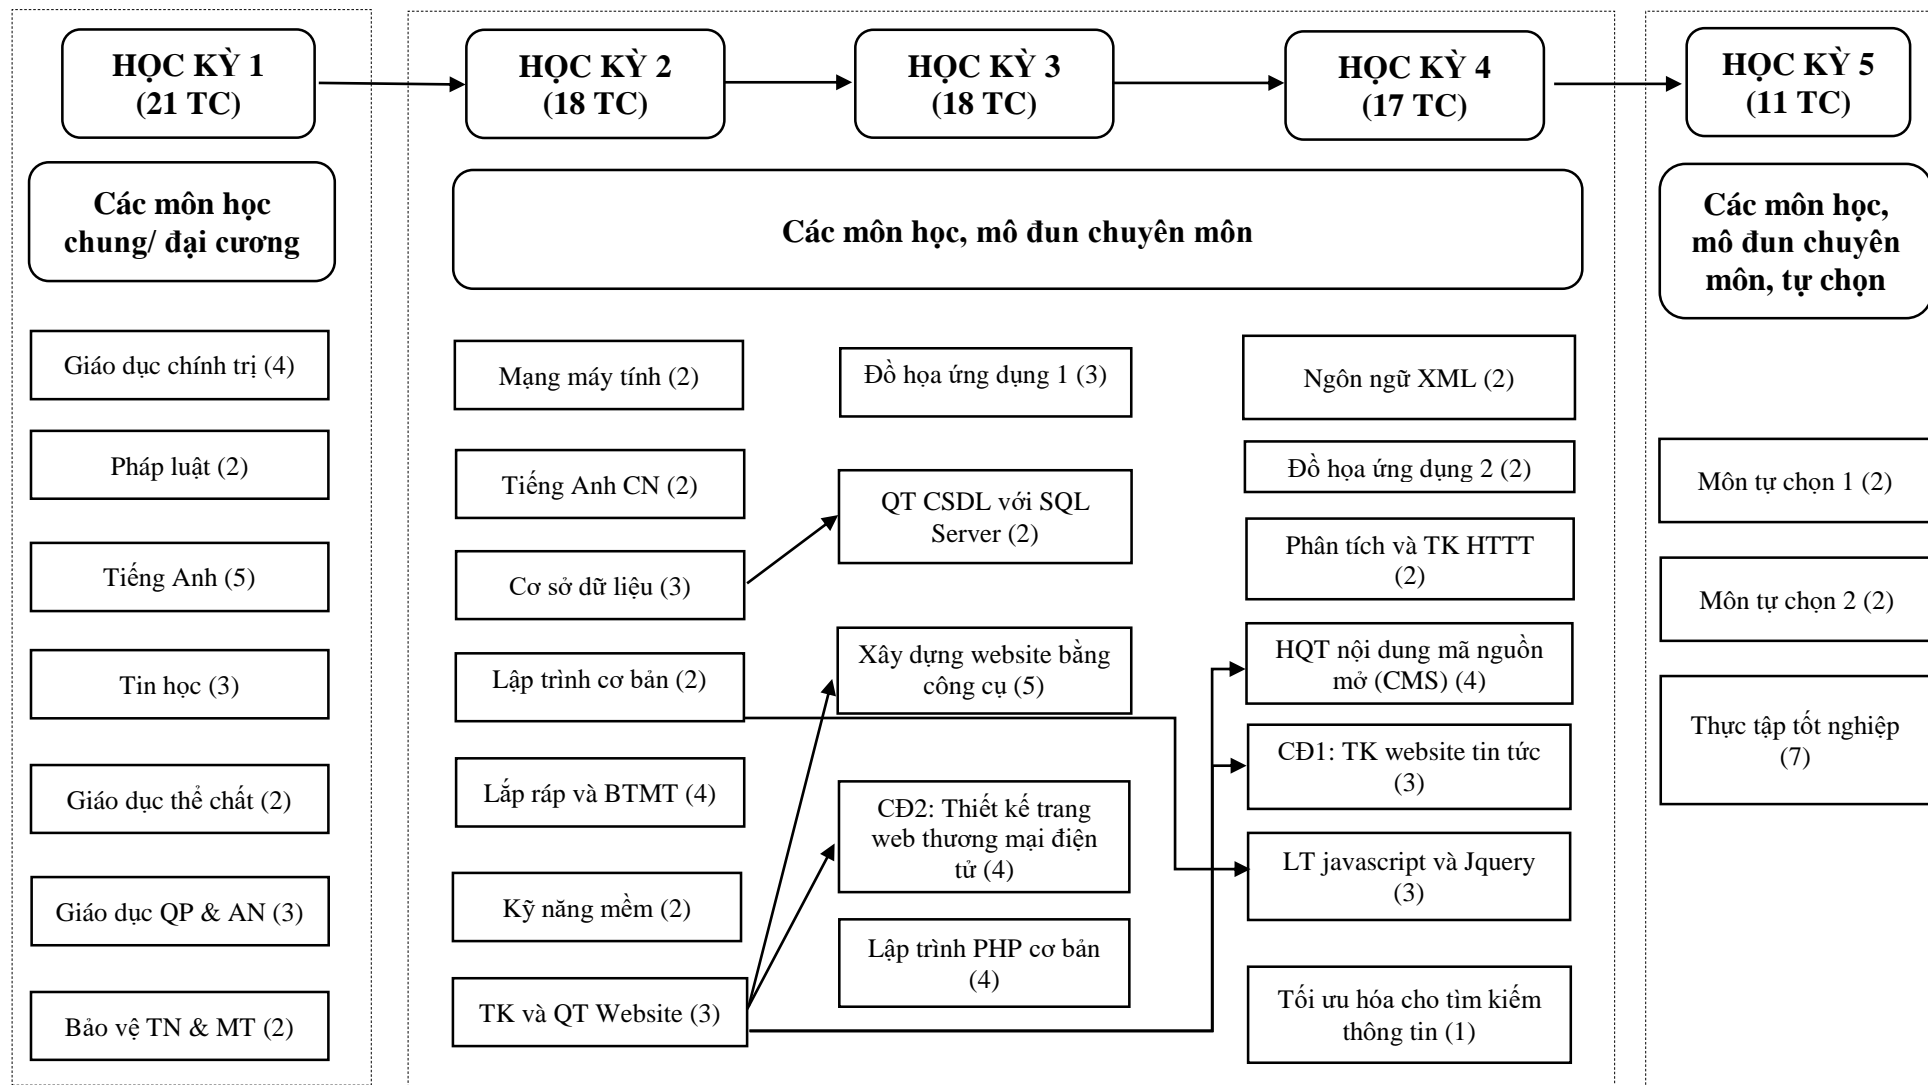 HỌC KỲ 1
(21 TC)
HỌC KỲ 2
(18 TC)
HỌC KỲ 3
(18 TC)
HỌC KỲ 4
(17 TC)
HỌC KỲ 5
(11 TC)
Các môn học
chung/ đại cương
Các môn học, mô đun chuyên môn
Các môn học,
mô đun chuyên
môn, tự chọn
Giáo dục chính trị (4)
Pháp luật (2)
Tiếng Anh (5)
Tin học (3)
Giáo dục thể chất (2)
Giáo dục QP & AN (3)
Bảo vệ TN & MT (2)
Mạng máy tính (2)
Tiếng Anh CN (2)
Cơ sở dữ liệu (3)
Lập trình cơ bản (2)
Lắp ráp và BTMT (4)
Kỹ năng mềm (2)
TK và QT Website (3)
Đồ họa ứng dụng 1 (3)
QT CSDL với SQL
Server (2)
Xây dựng website bằng
công cụ (5)
CĐ2: Thiết kế trang
web thương mại điện
tử (4)
Lập trình PHP cơ bản
(4)
Ngôn ngữ XML (2)
Đồ họa ứng dụng 2 (2)
Phân tích và TK HTTT
(2)
HQT nội dung mã nguồn
mở (CMS) (4)
CĐ1: TK website tin tức
(3)
LT javascript và Jquery
(3)
Tối ưu hóa cho tìm kiếm
thông tin (1)
Môn tự chọn 1 (2)
Môn tự chọn 2 (2)
Thực tập tốt nghiệp
(7)